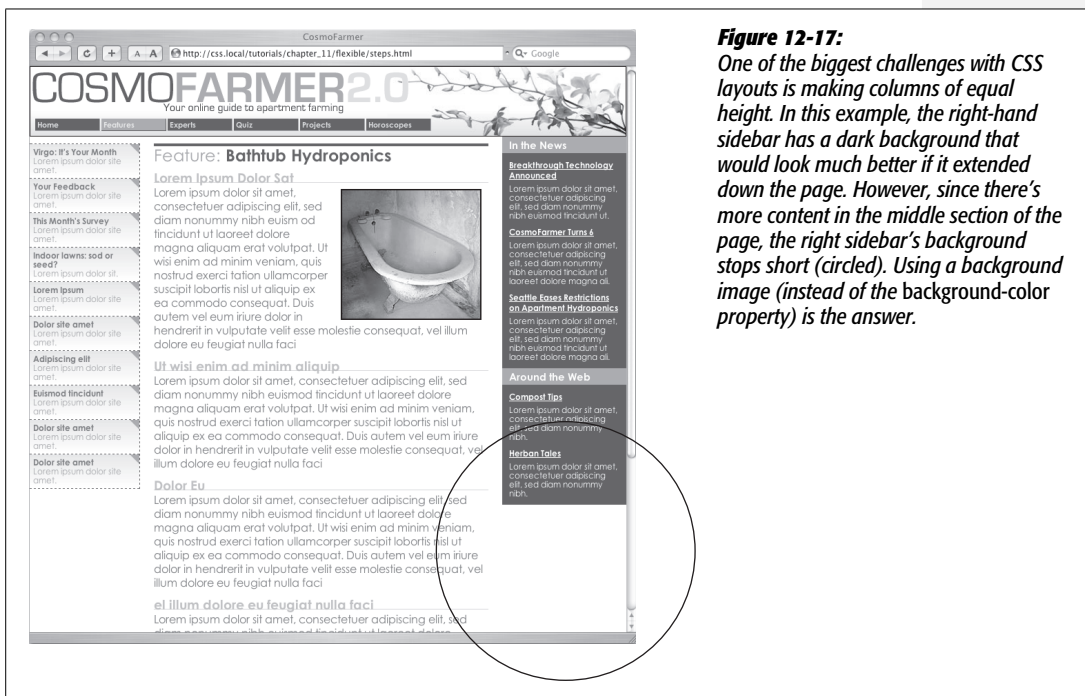 CosmoFarmer
A A
http://css.local/tutorials/chapter_11/flexible/steps.html
Google
COSMOFARMER2.0
Your online guide to apartment farming
Home Features Experts Quiz Projects Horoscopes
Virgo: It's Your Month
Lorem ipsum dolor site
amet.
Your Feedback
Lorem ipsum dolor site
amet.
This Month's Survey
Lorem ipsum dolor site
amet.
Indoor lawns: sod or
seed?
Lorem ipsum dolor sit.
Lorem Ipsum
Lorem ipsum dolor site
amet.
Dolor site amet
Lorem ipsum dolor site
amet.
Adipiscing elit
Lorem ipsum dolor site
amet.
Euismod tincidunt
Lorem ipsum dolor site
amet.
Dolor site amet
Lorem ipsum dolor site
amet.
Dolor site amet
Lorem ipsum dolor site
amet.
Feature: Bathtub Hydroponics
Lorem Ipsum Dolor Sat
Lorem ipsum dolor sit amet,
consectetuer adipiscing elit, sed
diam nonummy nibh euism od
tincidunt ut laoreet dolore
magna aliquam erat volutpat. Ut
wisi enim ad minim veniam, quis
nostrud exerci tation ullamcorper
suscipit lobortis nisl ut aliquip ex
ea commodo consequat. Duis
autem vel eum iriure dolor in
hendrerit in vulputate velit esse molestie consequat, vel illum
dolore eu feugiat nulla faci
Ut wisi enim ad minim aliquip
Lorem ipsum dolor sit amet, consectetuer adipiscing elit, sed
diam nonummy nibh euismod tincidunt ut laoreet dolore
magna aliquam erat volutpat. Ut wisi enim ad minim veniam,
quis nostrud exerci tation ullamcorper suscipit lobortis nisl ut
aliquip ex ea commodo consequat. Duis autem vel eum iriure
dolor in hendrerit in vulputate velit esse molestie consequat, vel
illum dolore eu feugiat nulla faci
Dolor Eu
Lorem ipsum dolor sit amet, consectetuer adipiscing elit, sed
diam nonummy nibh euismod tincidunt ut laoreet dolore
magna aliquam erat volutpat. Ut wisi enim ad minim veniam,
quis nostrud exerci tation ullamcorper suscipit lobortis nisl ut
aliquip ex ea commodo consequat. Duis autem vel eum iriure
dolor in hendrerit in vulputate velit esse molestie consequat, vel
illum dolore eu feugiat nulla faci
el illum dolore eu feugiat nulla faci
Lorem ipsum dolor sit amet, consectetuer adipiscing elit, sed
In the News
Breakthrough Technology
Announced
Lorem ipsum dolor sit amet,
consectetuer adipiscing
elit, sed diam nonummy
nibh euismod tincidunt ut.
CosmoFarmer Turns 6
Lorem ipsum dolor sit amet,
consectetuer adipiscing
elit, sed diam nonummy
nibh euismod tincidunt ut
laoreet dolore magna ali.
Seattle Eases Restrictions
on Apartment Hydroponics
Lorem ipsum dolor sit amet,
consectetuer adipiscing
elit, sed diam nonummy
nibh euismod tincidunt ut
laoreet dolore magna ali.
Around the Web
Compost Tips
Lorem ipsum dolor sit amet,
consectetuer adipiscing
elit, sed diam nonummy
nibh.
Herban Tales
Lorem ipsum dolor sit amet,
consectetuer adipiscing
elit, sed diam nonummy
nibh.
Figure 12-17:
One of the biggest challenges with CSS
layouts is making columns of equal
height. In this example, the right-hand
sidebar has a dark background that
would look much better if it extended
down the page. However, since there's
more content in the middle section of the
page, the right sidebar's background
stops short (circled). Using a background
image (instead of the background-color
property) is the answer.